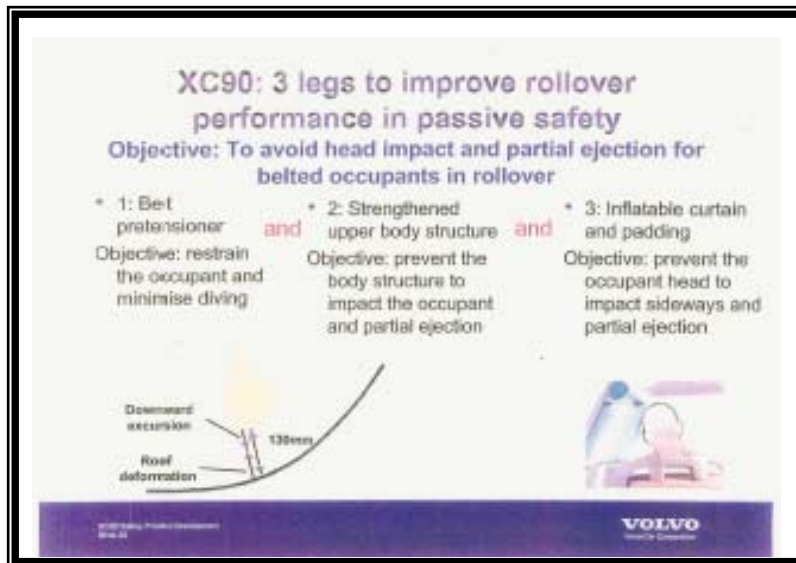 XC90: 3 legs to improve rollover
performance in passive safety
Objective: To avoid head impact and partial ejection for
belted occupants in rollover
• 1: Belt
pretensioner
Objective: restrain
the occupant and
minimise diving
and
• 2: Strengthened
upper body structure
Objective: prevent the
body structure to
impact the occupant
and partial ejection
and
• 3: Inflatable curtain
and padding
Objective: prevent the
occupant head to
impact sideways and
partial ejection
Downward
excursion
130mm
Roof
deformation
VOLVO